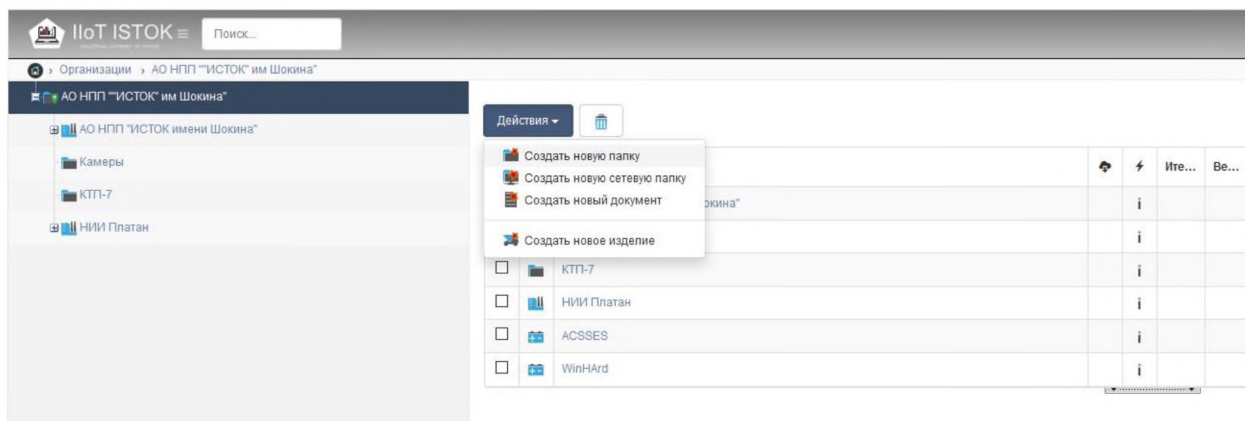 IIoT ISTOK
Поиск...
Организации › АО НПП ""ИСТОК" им Шокина"
АО НПП ""ИСТОК" им Шокина"
АО НПП "ИСТОК имени Шокина"
Камеры
КТП-7
НИИ Платан
Действия
Создать новую папку
Создать новую сетевую папку
Создать новый документ
Создать новое изделие
Ите... Ве...
окина" i
i
КТП-7 i
НИИ Платан i
ACSSES i
WinHArd i